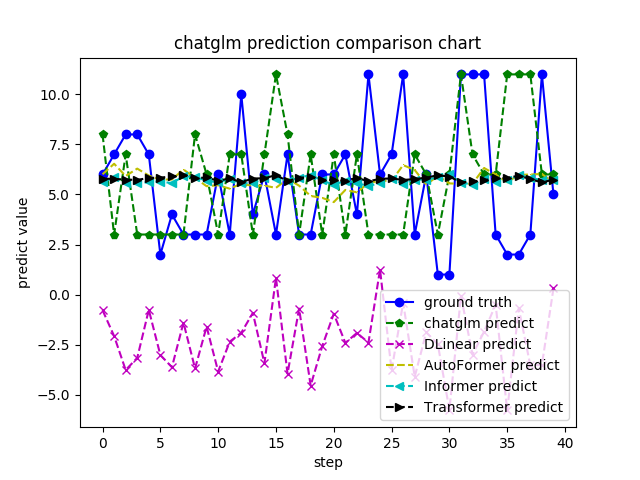 chatglm prediction comparison chart
predict value
10.0
7.5
5.0
2.5
0.0
−2.5
−5.0
ground truth
chatglm predict
DLinear predict
AutoFormer predict
Informer predict
Transformer predict
0 5 10 15 20 25 30 35 40
step